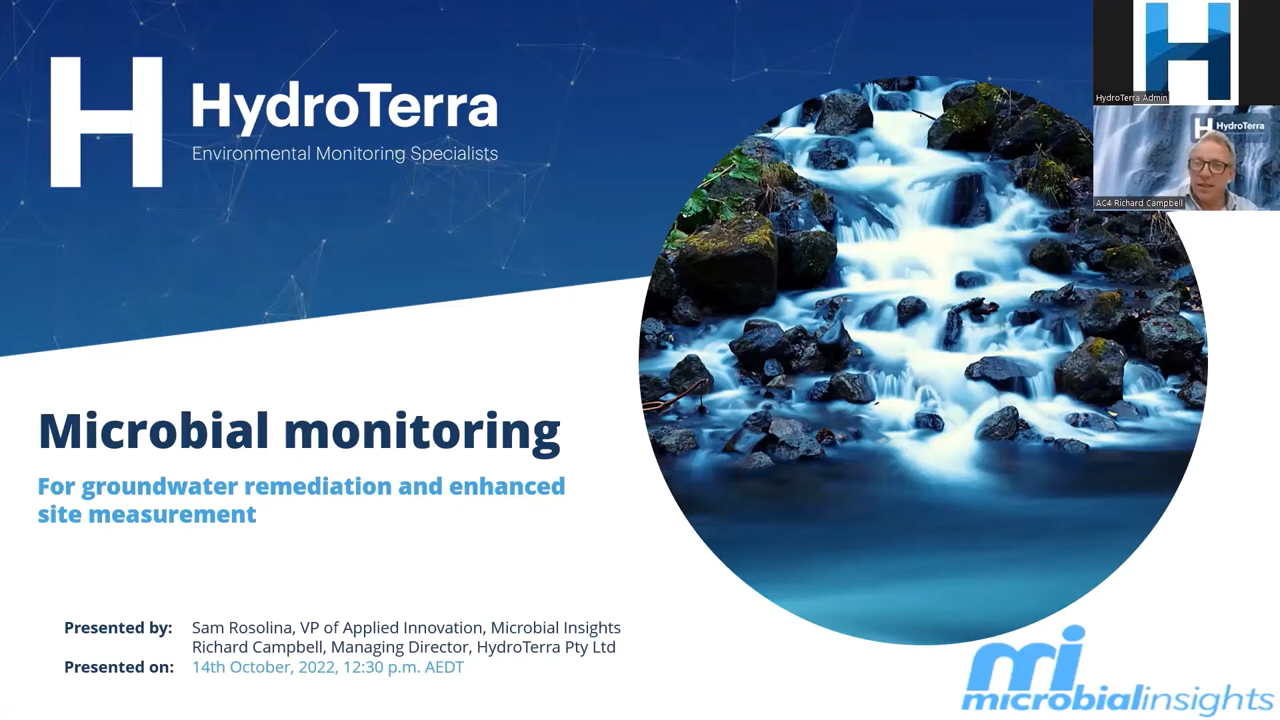 H HydroTerra
Environmental Monitoring Specialists
HydroTerra Admin
HydroTerra
AC4 Richard Campbell
Microbial monitoring
For groundwater remediation and enhanced
site measurement
Presented by: Sam Rosolina, VP of Applied Innovation, Microbial Insights
Richard Campbell, Managing Director, HydroTerra Pty Ltd
Presented on: 14th October, 2022, 12:30 p.m. AEDT
mi
microbialinsights